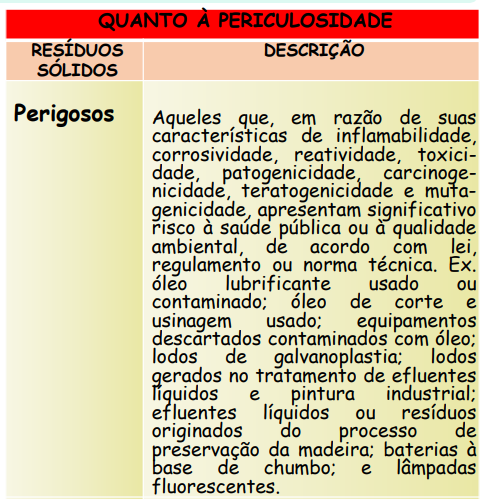 QUANTO À PERICULOSIDADE
RESÍDUOS
SÓLIDOS
DESCRIÇÃO
Perigosos
Aqueles que, em razão de suas
características de inflamabilidade,
corrosividade, reatividade, toxici-
dade, patogenicidade, carcinoge-
nicidade, teratogenicidade e muta-
genicidade, apresentam significativo
risco à saúde pública ou à qualidade
ambiental, de acordo com lei,
regulamento ou norma técnica. Ex.
óleo lubrificante usado ou
contaminado; óleo de corte e
usinagem usado; equipamentos
descartados contaminados com óleo;
lodos de galvanoplastia; lodos
gerados no tratamento de efluentes
líquidos e pintura industrial;
efluentes líquidos ou resíduos
originados do processo de
preservação da madeira; baterias à
base de chumbo; e lâmpadas
fluorescentes.